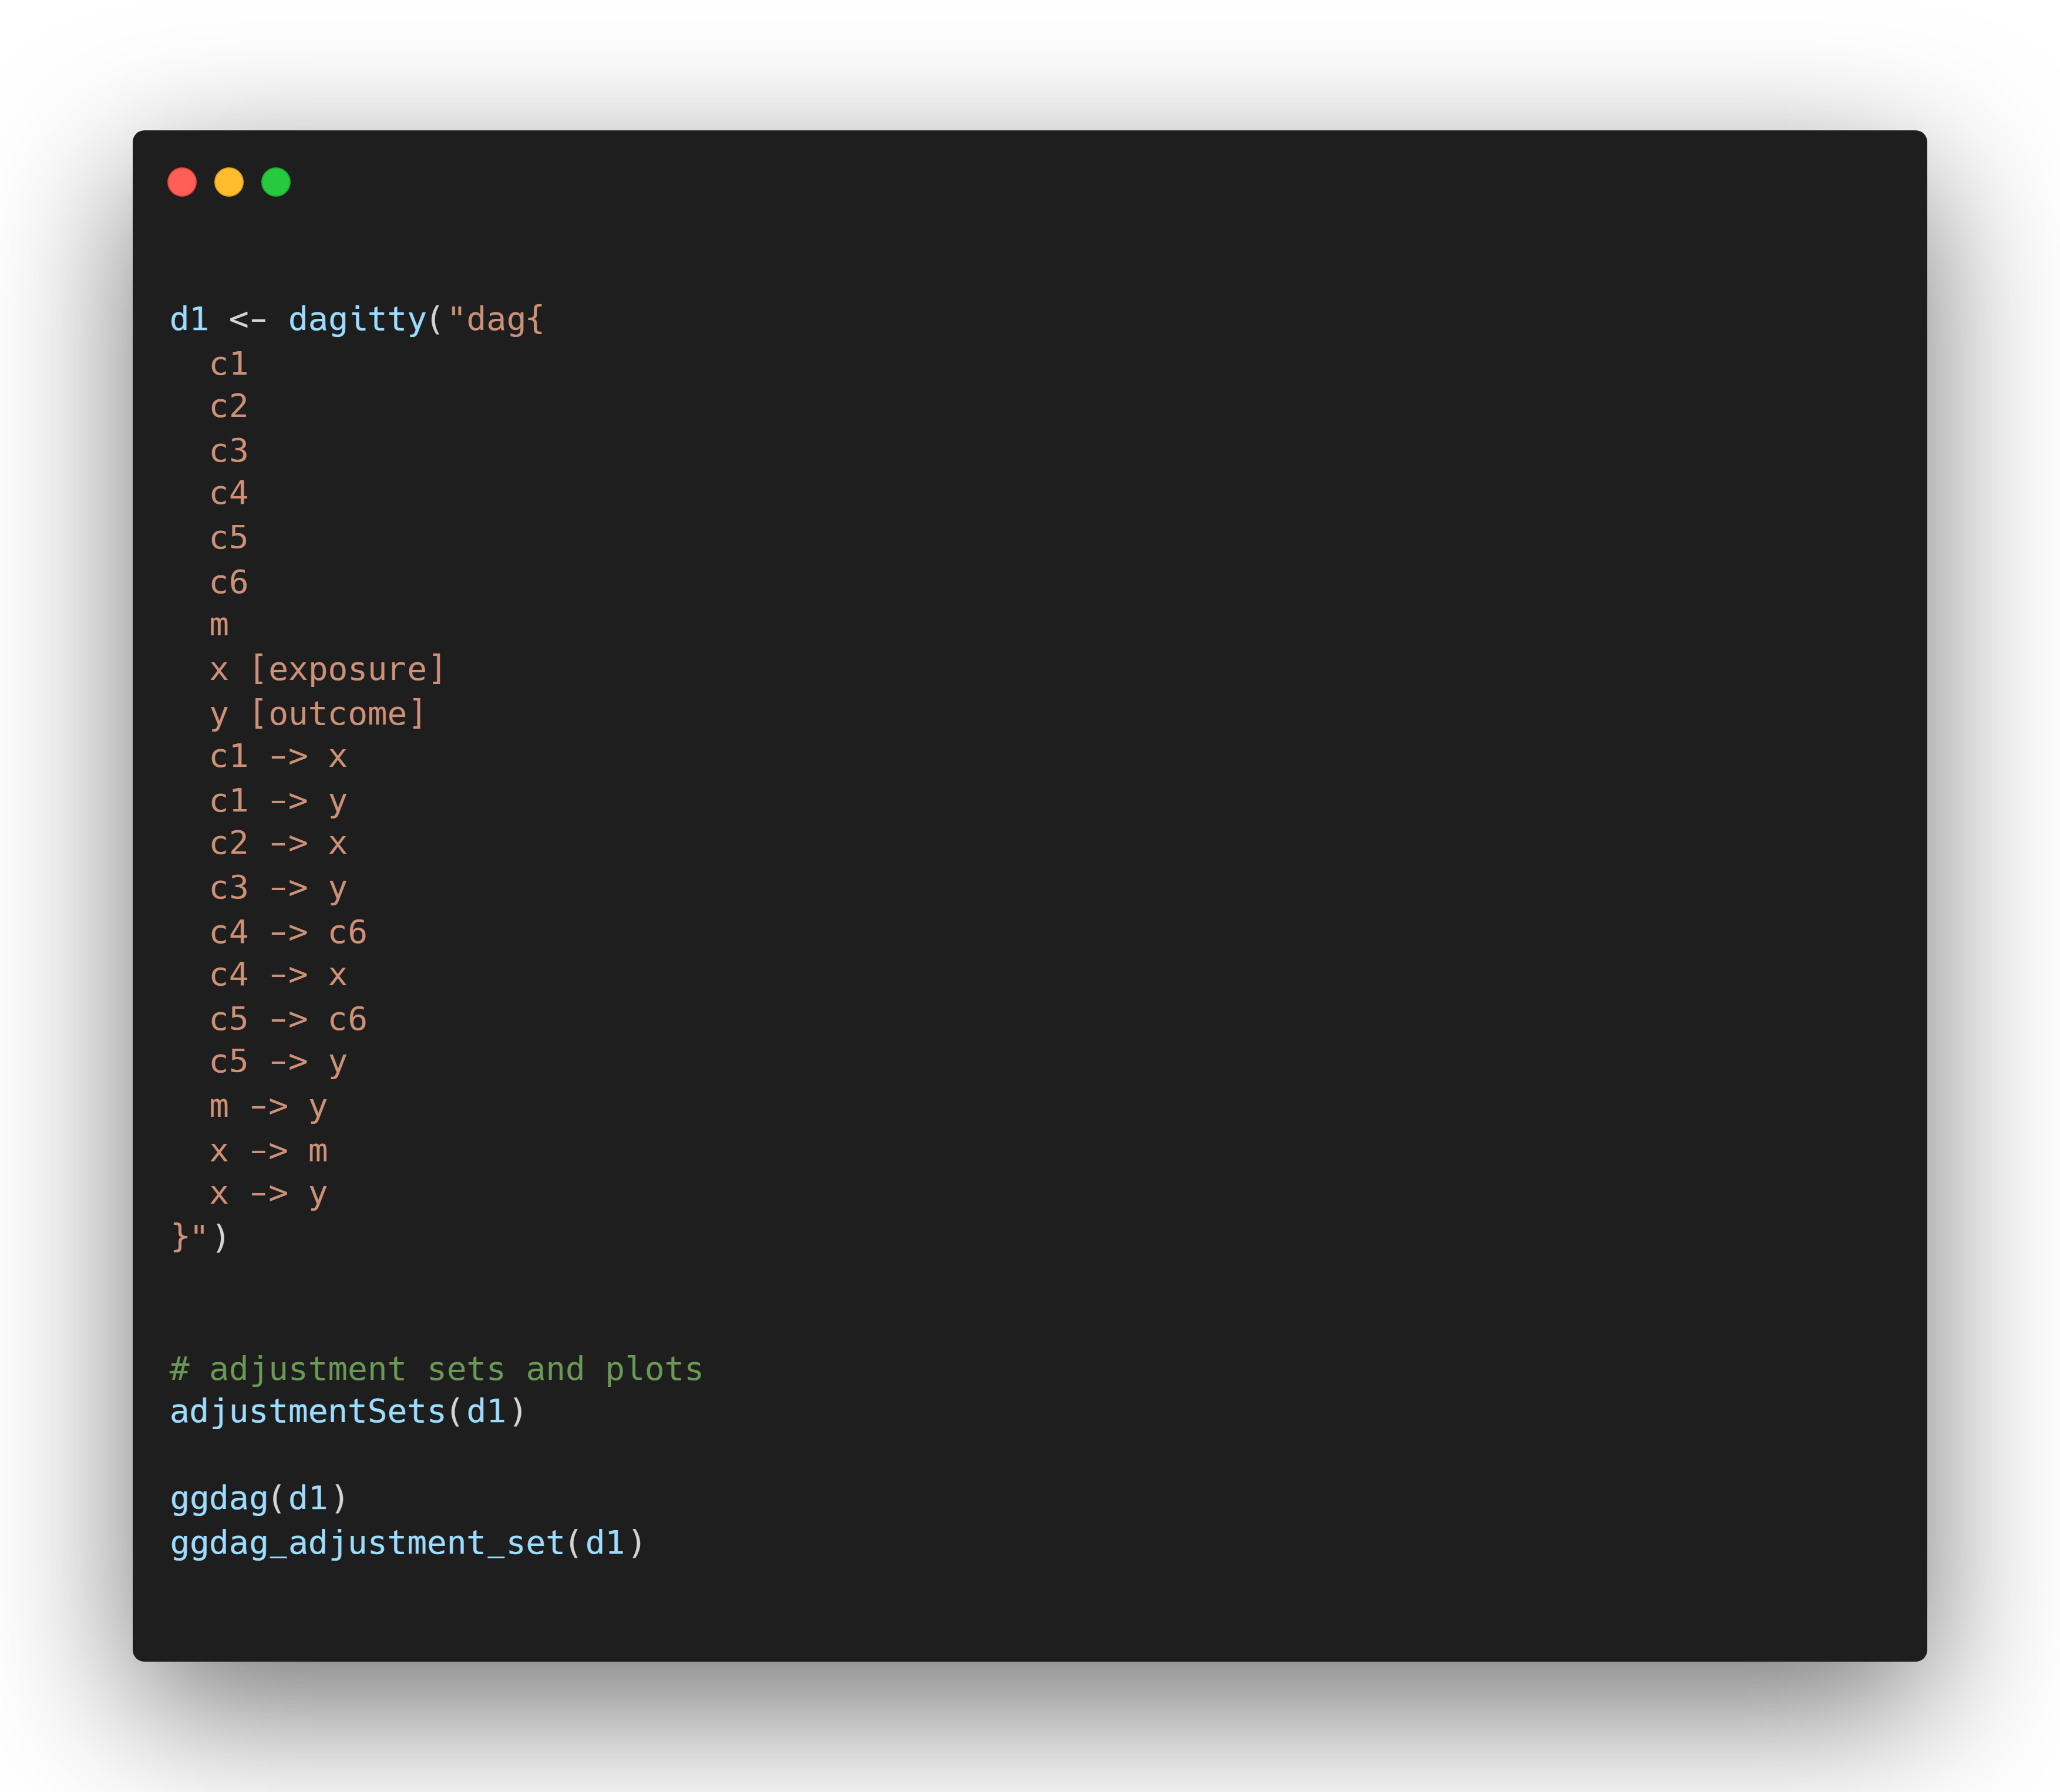 d1 <- dagitty("dag{
  c1
  c2
  c3
  c4
  c5
  c6
  m
  x [exposure]
  y [outcome]
  c1 -> x
  c1 -> y
  c2 -> x
  c3 -> y
  c4 -> c6
  c4 -> x
  c5 -> c6
  c5 -> y
  m -> y
  x -> m
  x -> y
}")
# adjustment sets and plots
adjustmentSets(d1)
ggdag(d1)
ggdag_adjustment_set(d1)